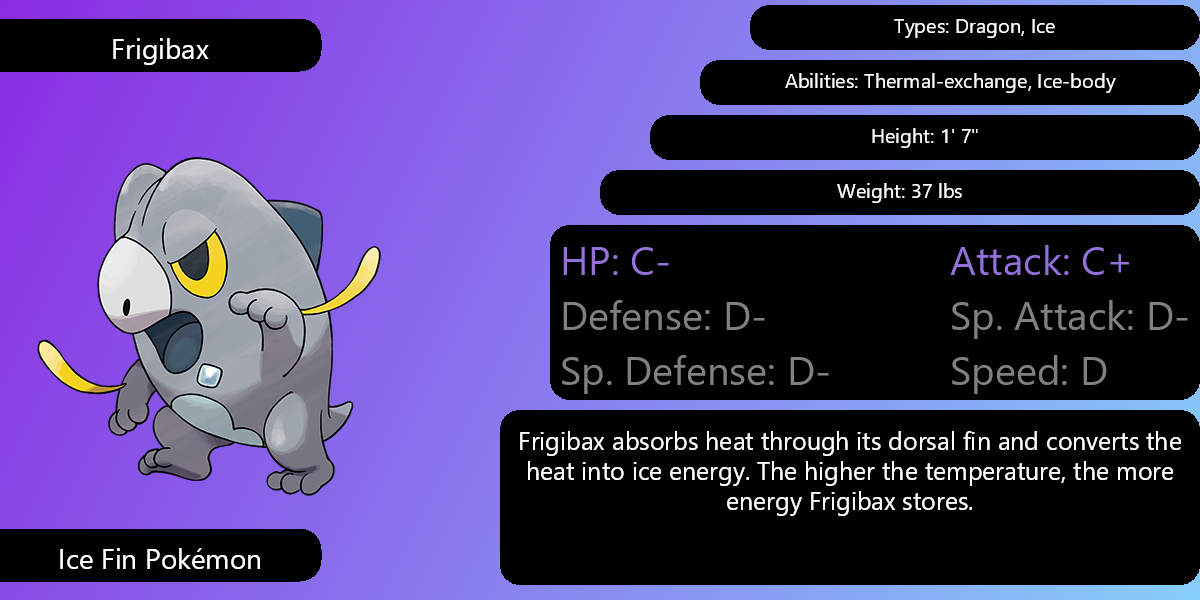 Frigibax
Types: Dragon, Ice
Abilities: Thermal-exchange, Ice-body
Height: 1' 7"
Weight: 37 lbs
HP: C-
Attack: C+
Defense: D-
Sp. Attack: D-
Sp. Defense: D-
Speed: D
Frigibax absorbs heat through its dorsal fin and converts the
heat into ice energy. The higher the temperature, the more
energy Frigibax stores.
Ice Fin Pokémon